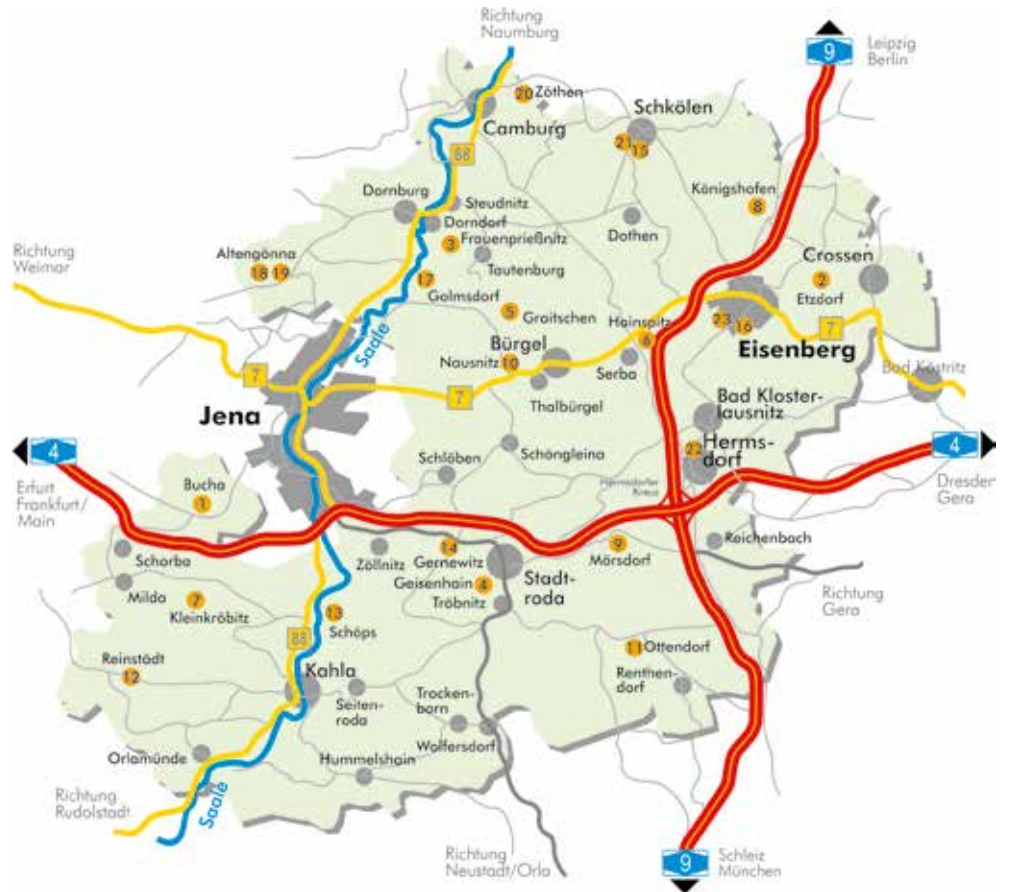 Richtung
Naumburg
9
Leipzig
Berlin
20 Zöthen
Schkölen
Camburg
21
15
88
Dornburg
Steudnitz
Königshofen
8
Dorndorf
3 Frauenprießnitz
Dothen
Altengönna
18 19
Tautenburg
Crossen
2
Etzdorf
Richtung
Weimar
17
Golmsdorf
5 Graitschen
Hainspitz
6
23
16
7
Saale
Bürgel
Nausnitz 10
Eisenberg
Serba
Bad Köstritz
7
7
Thalbürgel
Bad Kloster-
lausnitz
Jena
4
Schöngleina
22
Herms-
dorf
4
Schlöben
Bucha
1
Hermsdorfer
Kreuz
Erfurt
Frankfurt/
Main
Dresden
Gera
Schorba
Zöllnitz
14
Gernewitz
9
Mörsdorf
Reichenbach
Geisenhain 4
Stadt-
roda
Milda
7
Kleinkröbitz
Tröbnitz
Richtung
Gera
13
Schöps
88
11 Ottendorf
Reinstädt
12
Kahla
Renthen-
dorf
Seiten-
roda
Trocken-
born
Wolfersdorf
Orlamünde
Hummelshain
Richtung
Rudolstadt
Saale
Richtung
Neustadt/Orla
9
Schleiz
München